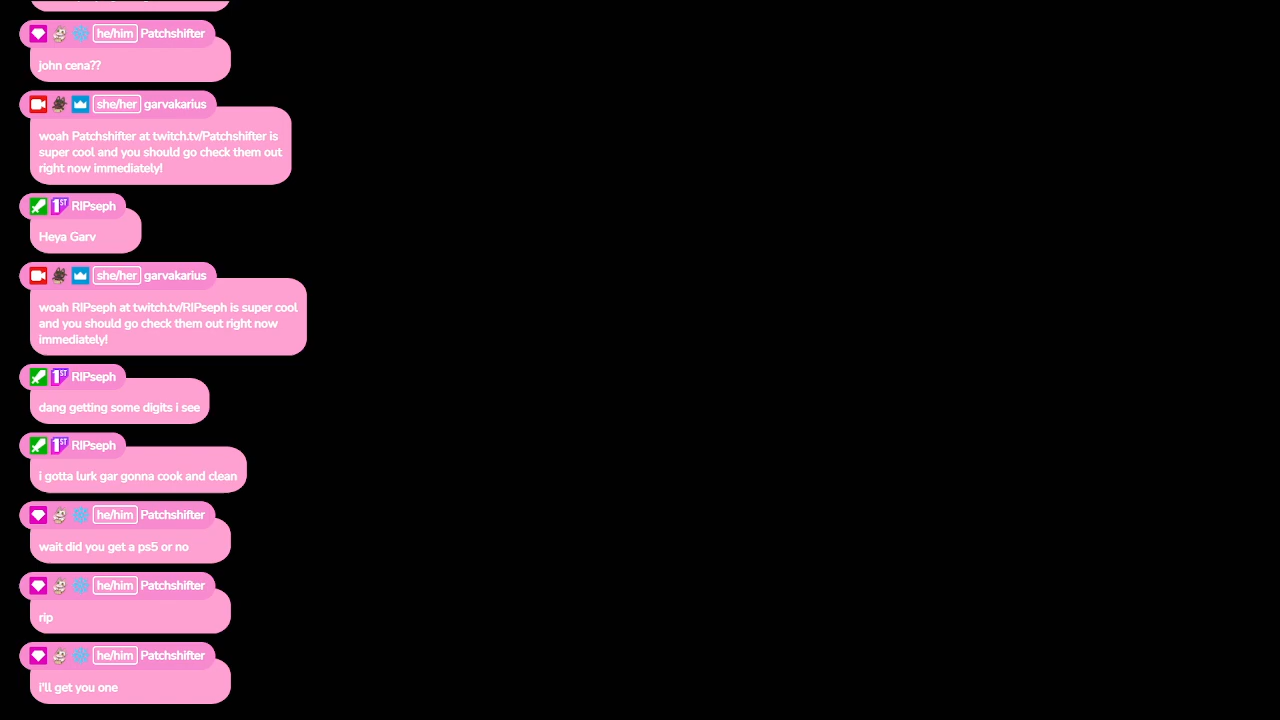 he/him Patchshifter
john cena??
she/her garvakarius
woah Patchshifter at twitch.tv/Patchshifter is
super cool and you should go check them out
right now immediately!
1ST RIPseph
Heya Garv
she/her garvakarius
woah RIPseph at twitch.tv/RIPseph is super cool
and you should go check them out right now
immediately!
1ST RIPseph
dang getting some digits i see
1ST RIPseph
i gotta lurk gar gonna cook and clean
he/him Patchshifter
wait did you get a ps5 or no
he/him Patchshifter
rip
he/him Patchshifter
i'll get you one